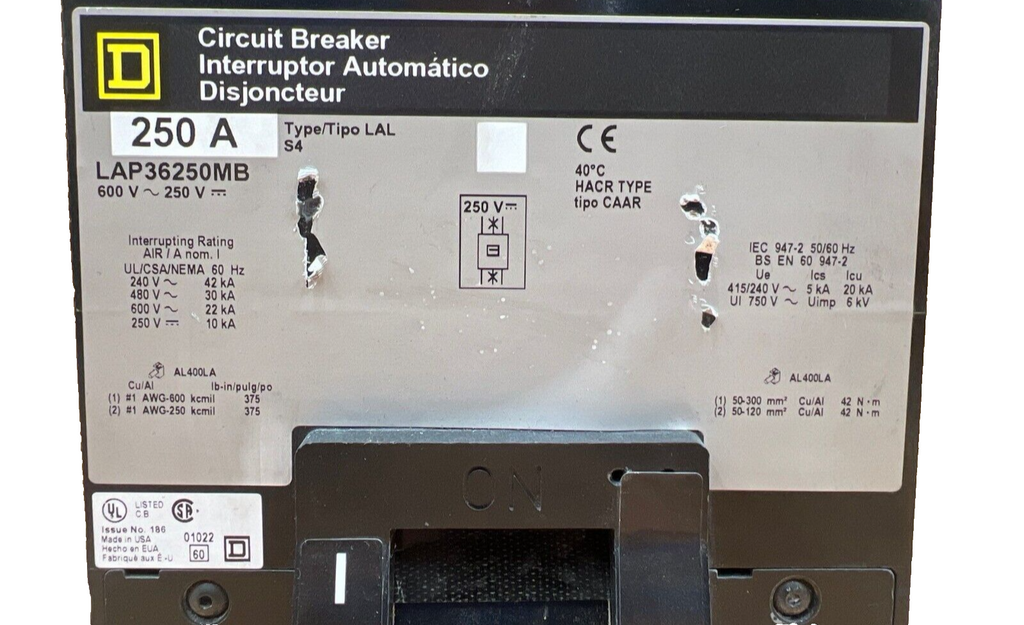 Circuit Breaker
Interruptor Automático
Disjoncteur
250 A
Type/Tipo LAL
S4
LAP36250MB
600 V ~ 250 V ⎓
CE
40°C
HACR TYPE
tipo CAAR
250 V⎓
Interrupting Rating
AIR / A nom. I
UL/CSA/NEMA 60 Hz
240 V ~ 42 kA
480 V ~ 30 kA
600 V ~ 22 kA
250 V ⎓ 10 kA
IEC 947-2 50/60 Hz
BS EN 60 947-2
Ue Ics Icu
415/240 V ~ 5 kA 20 kA
UI 750 V ~ Uimp 6 kV
AL400LA
Cu/Al lb-in/pulg/po
(1) #1 AWG-600 kcmil 375
(2) #1 AWG-250 kcmil 375
AL400LA
(1) 50-300 mm² Cu/Al 42 N·m
(2) 50-120 mm² Cu/Al 42 N·m
ON
UL LISTED
C.B
Issue No. 186
Made in USA 01022
Hecho en EUA
Fabriqué aux É-U 60